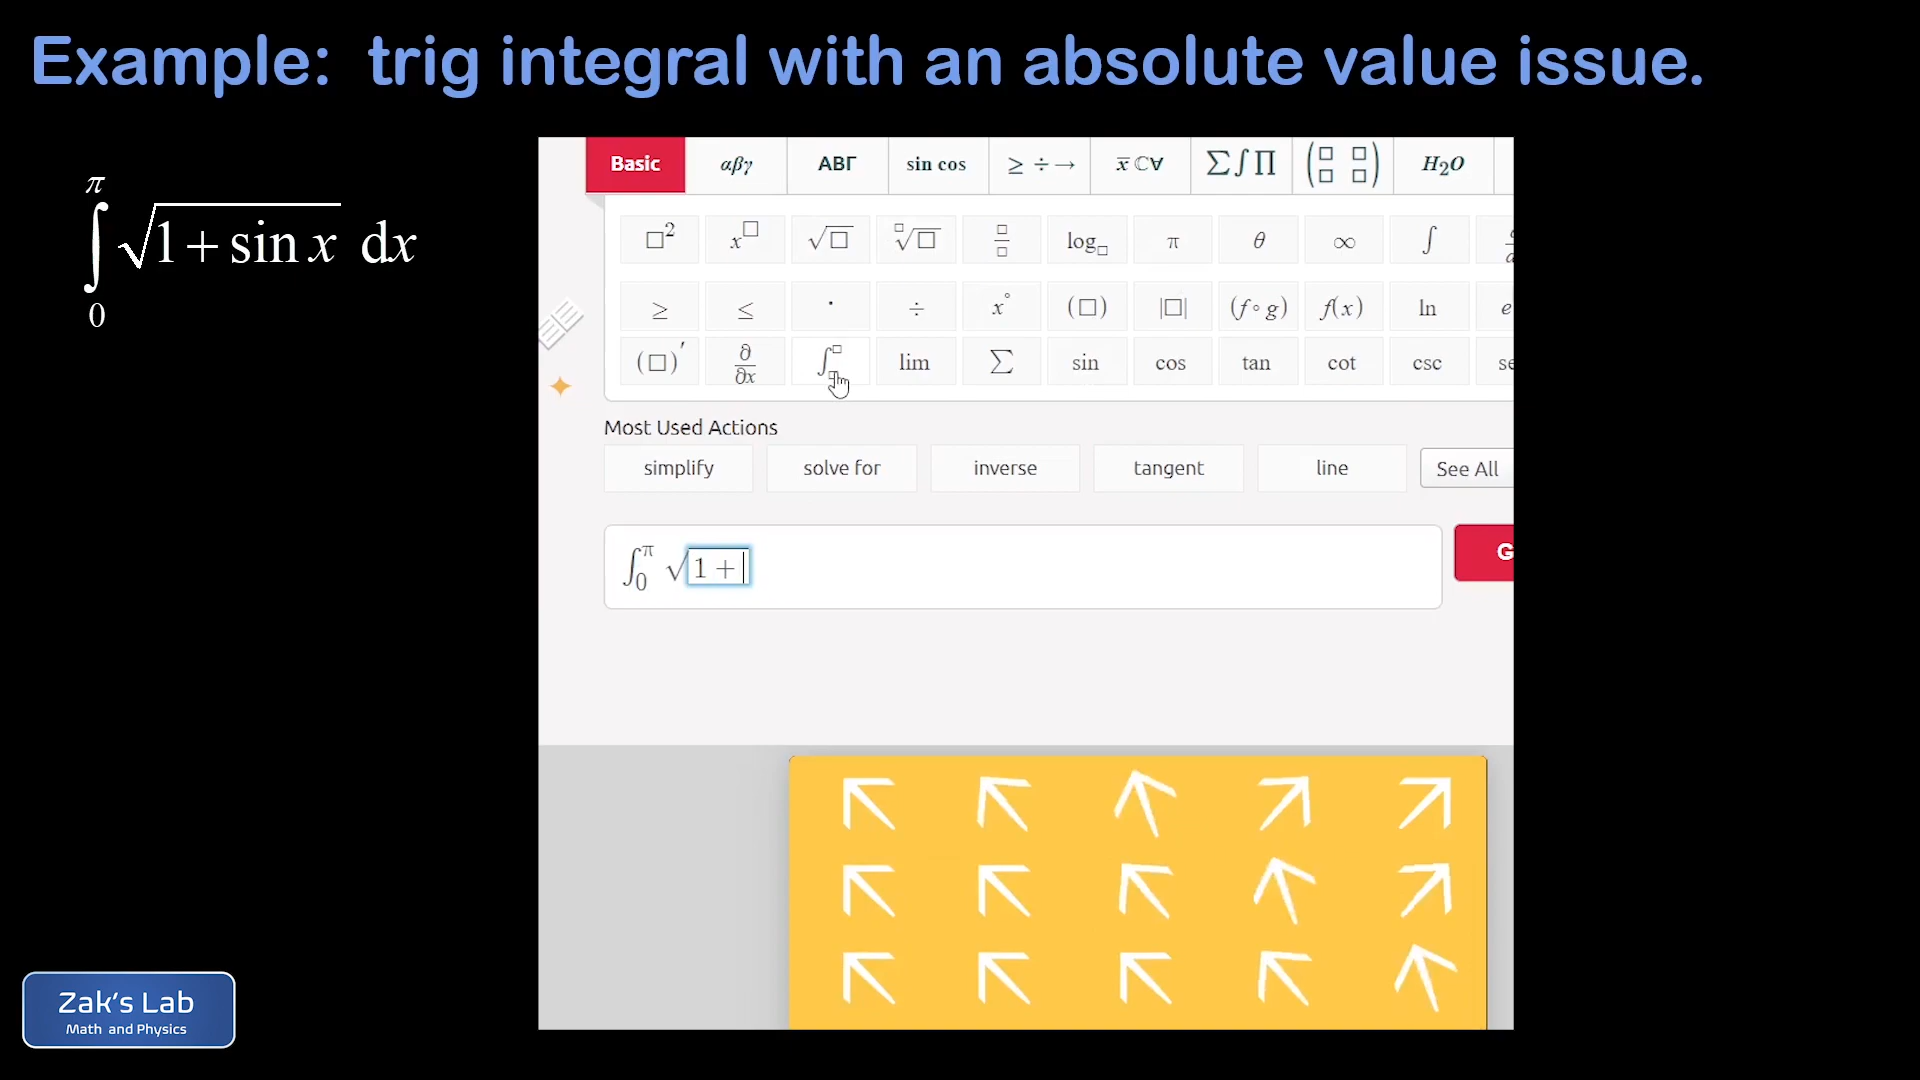 Example:  trig integral with an absolute value issue.
∫₀^π √(1 + sin x) dx
Basic αβγ ΑΒΓ sin cos ≥ ÷ → x̄ ℂ ∀ Σ ∫ ∏ (□ □ □ □) H₂O
□² x^□ √□ ^□√□ □/□ log_□ π θ ∞ ∫
≥ ≤ · ÷ x° (□) |□| (f∘g) f(x) ln e
(□)′ ∂/∂x ∫_□^□ lim Σ sin cos tan cot csc se
Most Used Actions
simplify solve for inverse tangent line See All
∫₀^π √(1 + G
Zak's Lab
Math and Physics